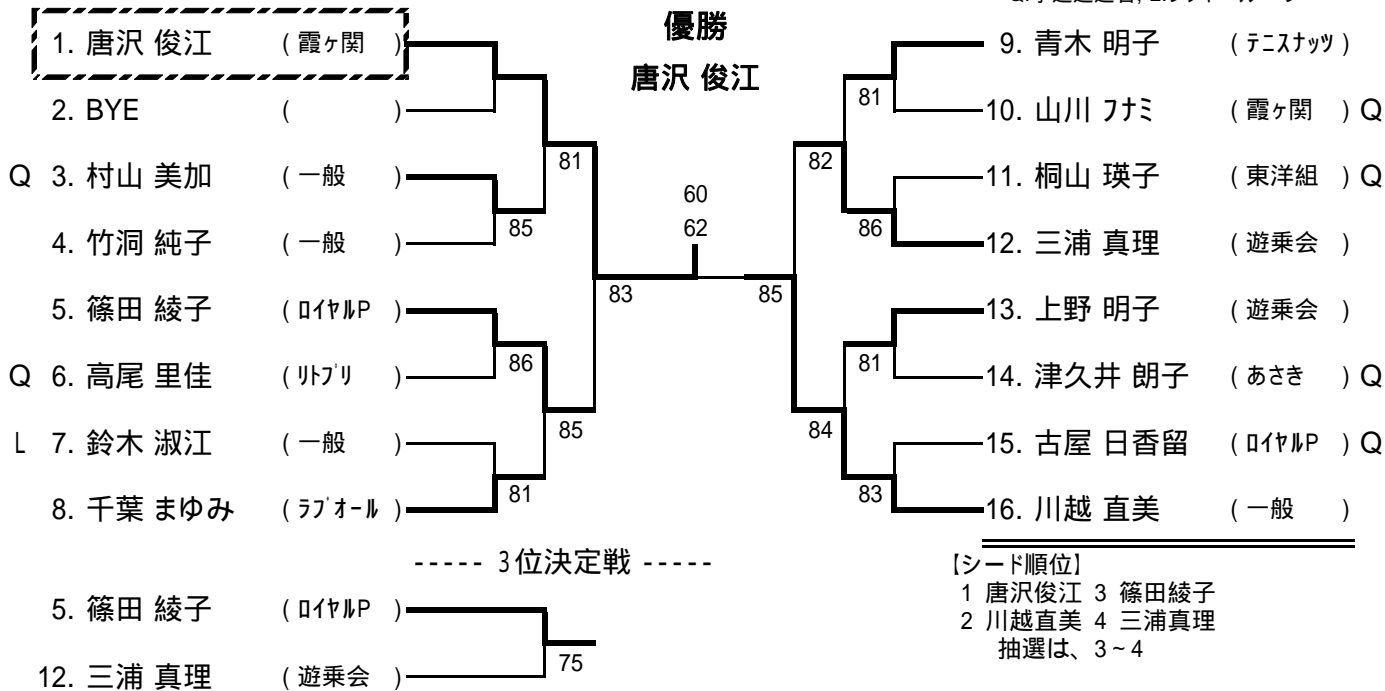 優勝
唐沢 俊江
1. 唐沢 俊江 ( 霞ヶ関 )
2. BYE ( )
Q 3. 村山 美加 ( 一般 )
4. 竹洞 純子 ( 一般 )
5. 篠田 綾子 ( ロイヤルP )
Q 6. 高尾 里佳 ( リトプリ )
L 7. 鈴木 淑江 ( 一般 )
8. 千葉 まゆみ ( ラブオール )
85
86
81
81
85
83
60
62
85
82
84
81
86
81
83
9. 青木 明子 ( テニスナッツ )
10. 山川 フナミ ( 霞ヶ関 ) Q
11. 桐山 瑛子 ( 東洋組 ) Q
12. 三浦 真理 ( 遊乗会 )
13. 上野 明子 ( 遊乗会 )
14. 津久井 朗子 ( あさき ) Q
15. 古屋 日香留 ( ロイヤルP ) Q
16. 川越 直美 ( 一般 )
----- 3位決定戦 -----
5. 篠田 綾子 ( ロイヤルP )
12. 三浦 真理 ( 遊乗会 )
75
【シード順位】
1 唐沢俊江 3 篠田綾子
2 川越直美 4 三浦真理
抽選は、3~4